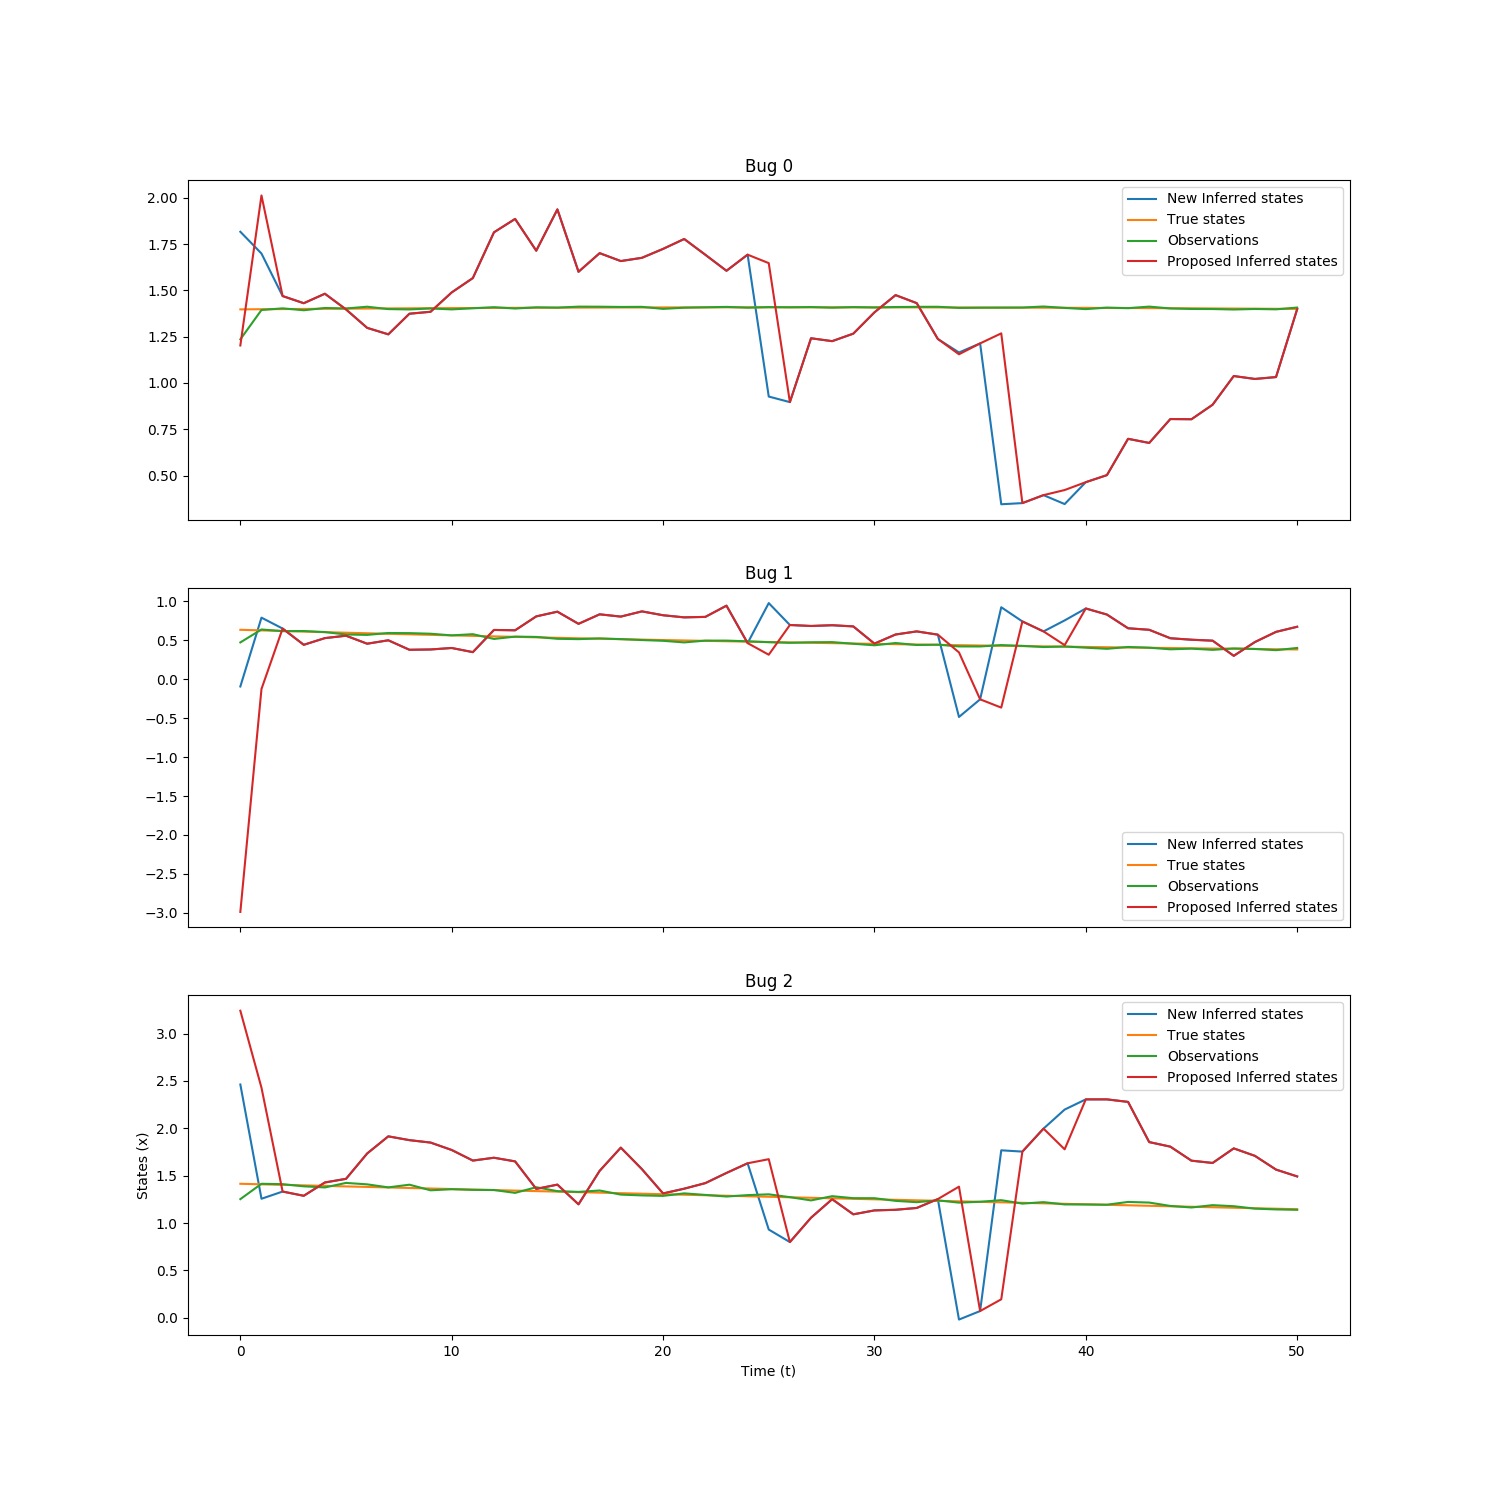 Bug 0
2.00
1.75
1.50
1.25
1.00
0.75
0.50
New Inferred states
True states
Observations
Proposed Inferred states
Bug 1
1.0
0.5
0.0
−0.5
−1.0
−1.5
−2.0
−2.5
−3.0
New Inferred states
True states
Observations
Proposed Inferred states
Bug 2
3.0
2.5
2.0
1.5
1.0
0.5
0.0
States (x)
New Inferred states
True states
Observations
Proposed Inferred states
0 10 20 30 40 50
Time (t)